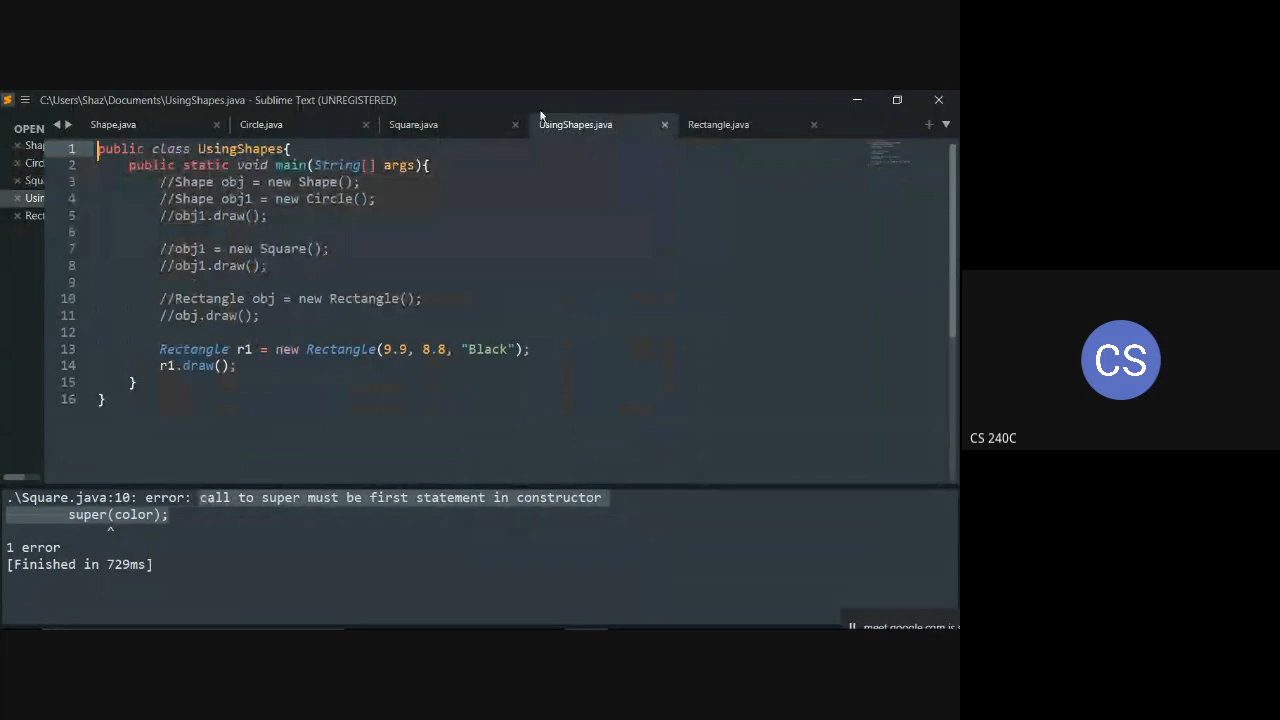 C:\Users\Shaz\Documents\UsingShapes.java - Sublime Text (UNREGISTERED)
OPEN
Shape.java
Circle.java
Square.java
UsingShapes.java
Rectangle.java
Sha
Circ
Squ
Usin
Rect
1 public class UsingShapes{
2 public static void main(String[] args){
3 //Shape obj = new Shape();
4 //Shape obj1 = new Circle();
5 //obj1.draw();
6
7 //obj1 = new Square();
8 //obj1.draw();
9
10 //Rectangle obj = new Rectangle();
11 //obj.draw();
12
13 Rectangle r1 = new Rectangle(9.9, 8.8, "Black");
14 r1.draw();
15 }
16 }
.\Square.java:10: error: call to super must be first statement in constructor
super(color);
^
1 error
[Finished in 729ms]
meet.google.com is s
CS
CS 240C